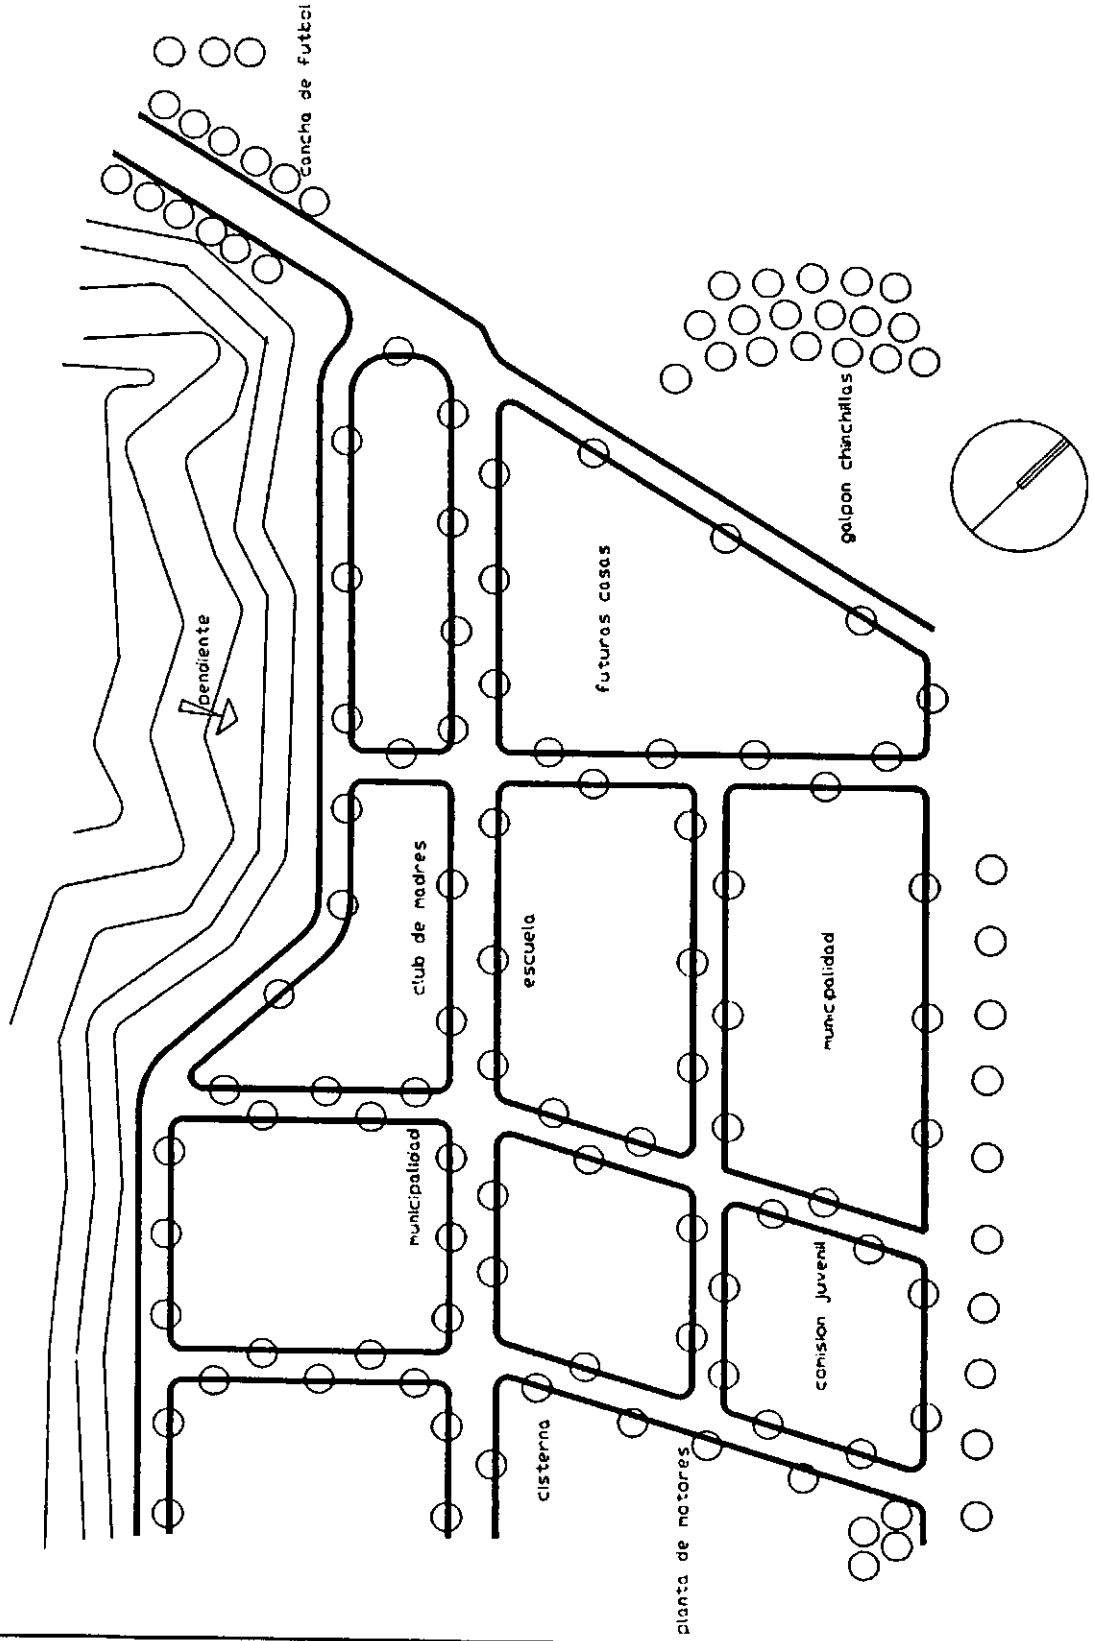 cancha de futbol
galpon chinchillas
futuras casas
pendiente
club de madres
escuela
municpalidad
municipalidad
comision juvenil
cisterna
planta de motores